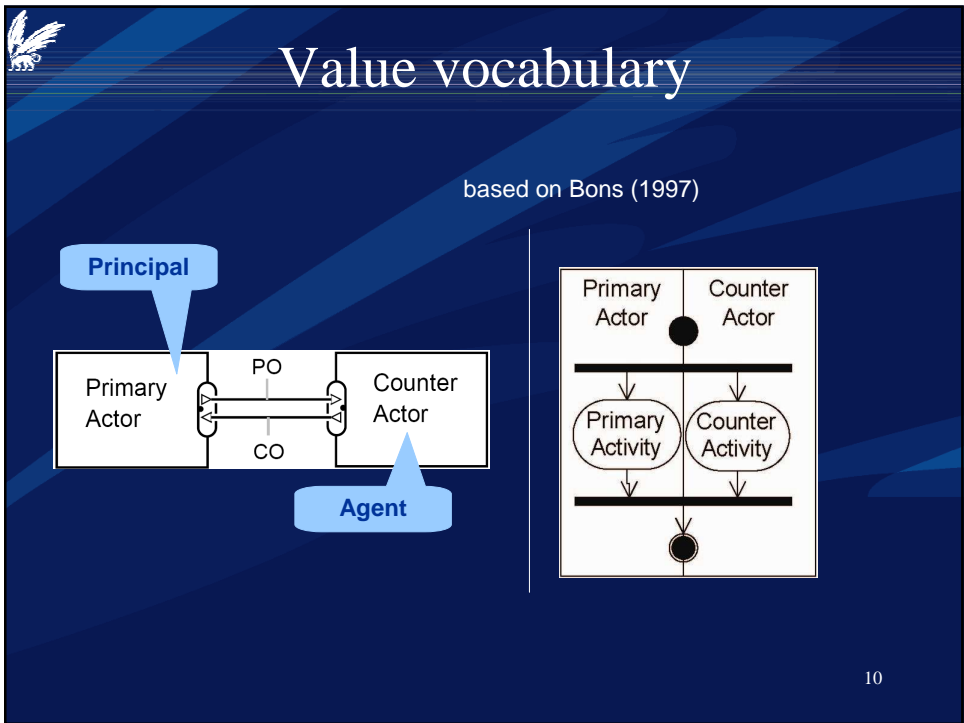 Value vocabulary
based on Bons (1997)
Principal
Primary
Actor
PO
CO
Counter
Actor
Agent
Primary
Actor
Counter
Actor
Primary
Activity
Counter
Activity
10